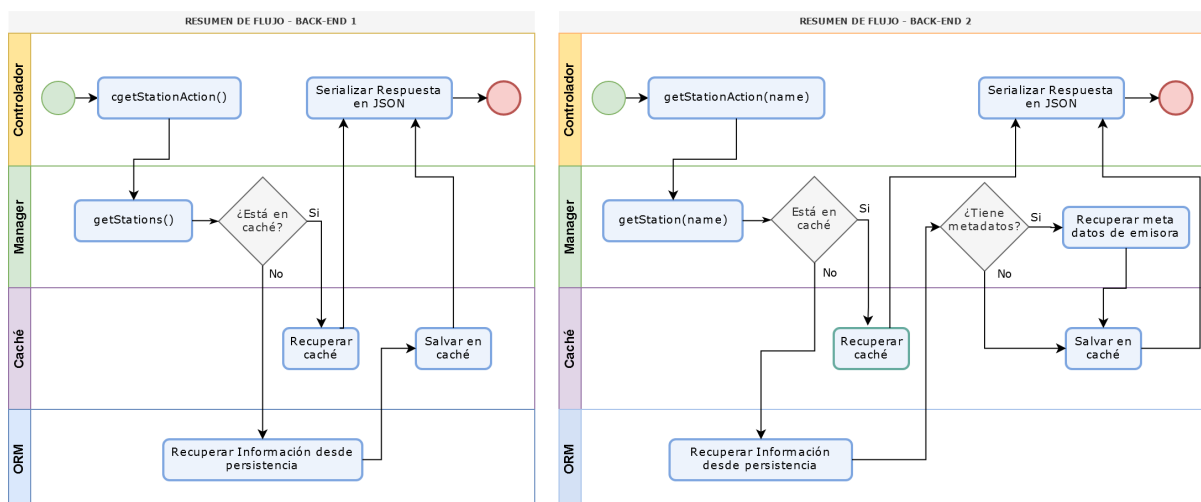 RESUMEN DE FLUJO - BACK-END 1
Controlador
cgetStationAction()
Serializar Respuesta
en JSON
Manager
getStations()
¿Está en
caché?
Si
No
Caché
Recuperar
caché
Salvar en
caché
ORM
Recuperar Información desde
persistencia
RESUMEN DE FLUJO - BACK-END 2
Controlador
getStationAction(name)
Serializar Respuesta
en JSON
Manager
getStation(name)
Está en
caché
Si
No
¿Tiene
metadatos?
Si
No
Recuperar meta
datos de emisora
Caché
Recuperar
caché
Salvar en
caché
ORM
Recuperar Información
desde persistencia